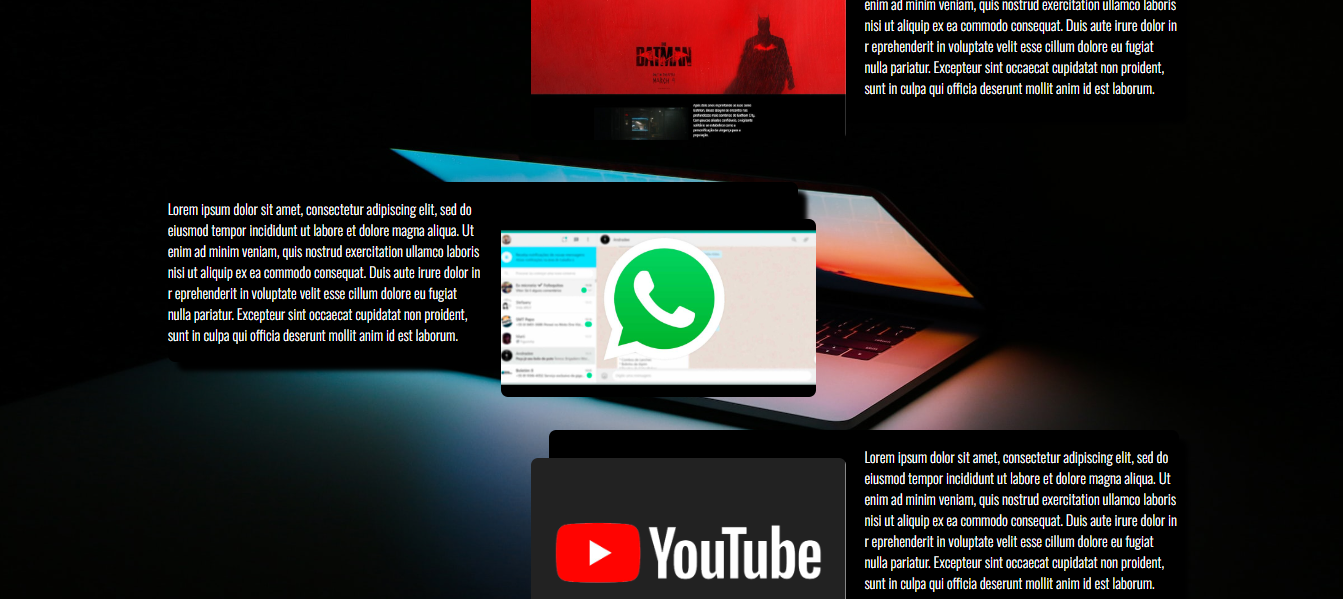 enim ad minim veniam, quis nostrud exercitation ullamco laboris
nisi ut aliquip ex ea commodo consequat. Duis aute irure dolor in
r eprehenderit in voluptate velit esse cillum dolore eu fugiat
nulla pariatur. Excepteur sint occaecat cupidatat non proident,
sunt in culpa qui officia deserunt mollit anim id est laborum.
BATMAN
Lorem ipsum dolor sit amet, consectetur adipiscing elit, sed do
eiusmod tempor incididunt ut labore et dolore magna aliqua. Ut
enim ad minim veniam, quis nostrud exercitation ullamco laboris
nisi ut aliquip ex ea commodo consequat. Duis aute irure dolor in
r eprehenderit in voluptate velit esse cillum dolore eu fugiat
nulla pariatur. Excepteur sint occaecat cupidatat non proident,
sunt in culpa qui officia deserunt mollit anim id est laborum.
YouTube
Lorem ipsum dolor sit amet, consectetur adipiscing elit, sed do
eiusmod tempor incididunt ut labore et dolore magna aliqua. Ut
enim ad minim veniam, quis nostrud exercitation ullamco laboris
nisi ut aliquip ex ea commodo consequat. Duis aute irure dolor in
r eprehenderit in voluptate velit esse cillum dolore eu fugiat
nulla pariatur. Excepteur sint occaecat cupidatat non proident,
sunt in culpa qui officia deserunt mollit anim id est laborum.